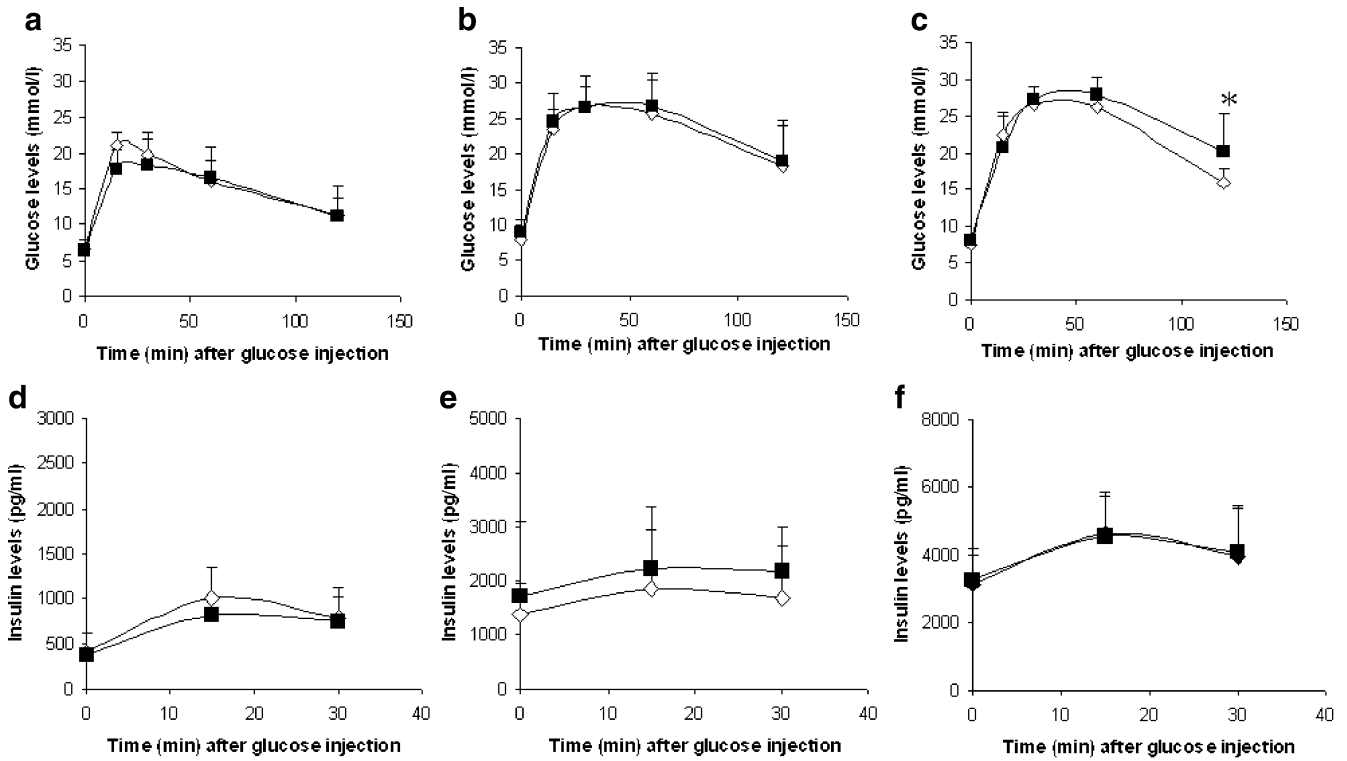 a
Glucose levels (mmol/l)
35
30
25
20
15
10
5
0
0 50 100 150
Time (min) after glucose injection
b
Glucose levels (mmol/l)
35
30
25
20
15
10
5
0
0 50 100 150
Time (min) after glucose injection
c
Glucose levels (mmol/l)
35
30
25
20
15
10
5
0
*
0 50 100 150
Time (min) after glucose injection
d
Insulin levels (pg/ml)
3000
2500
2000
1500
1000
500
0
0 10 20 30 40
Time (min) after glucose injection
e
Insulin levels (pg/ml)
5000
4000
3000
2000
1000
0
0 10 20 30 40
Time (min) after glucose injection
f
Insulin levels (pg/ml)
8000
6000
4000
2000
0
0 10 20 30 40
Time (min) after glucose injection